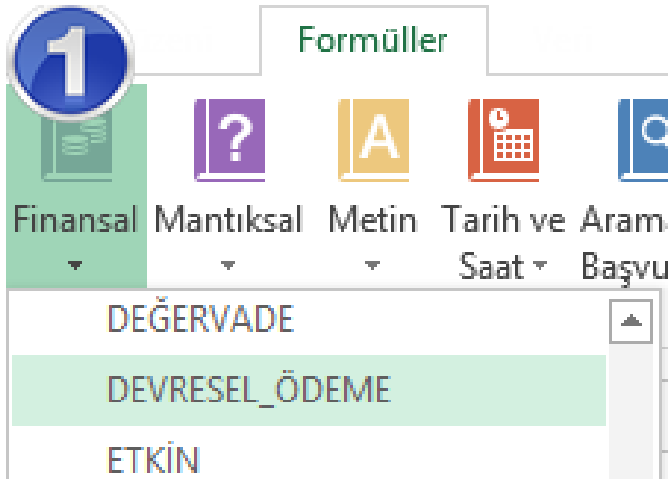 1
Formüller
Finansal Mantıksal Metin Tarih ve
Saat
DEĞERVADE
DEVRESEL_ÖDEME
ETKİN